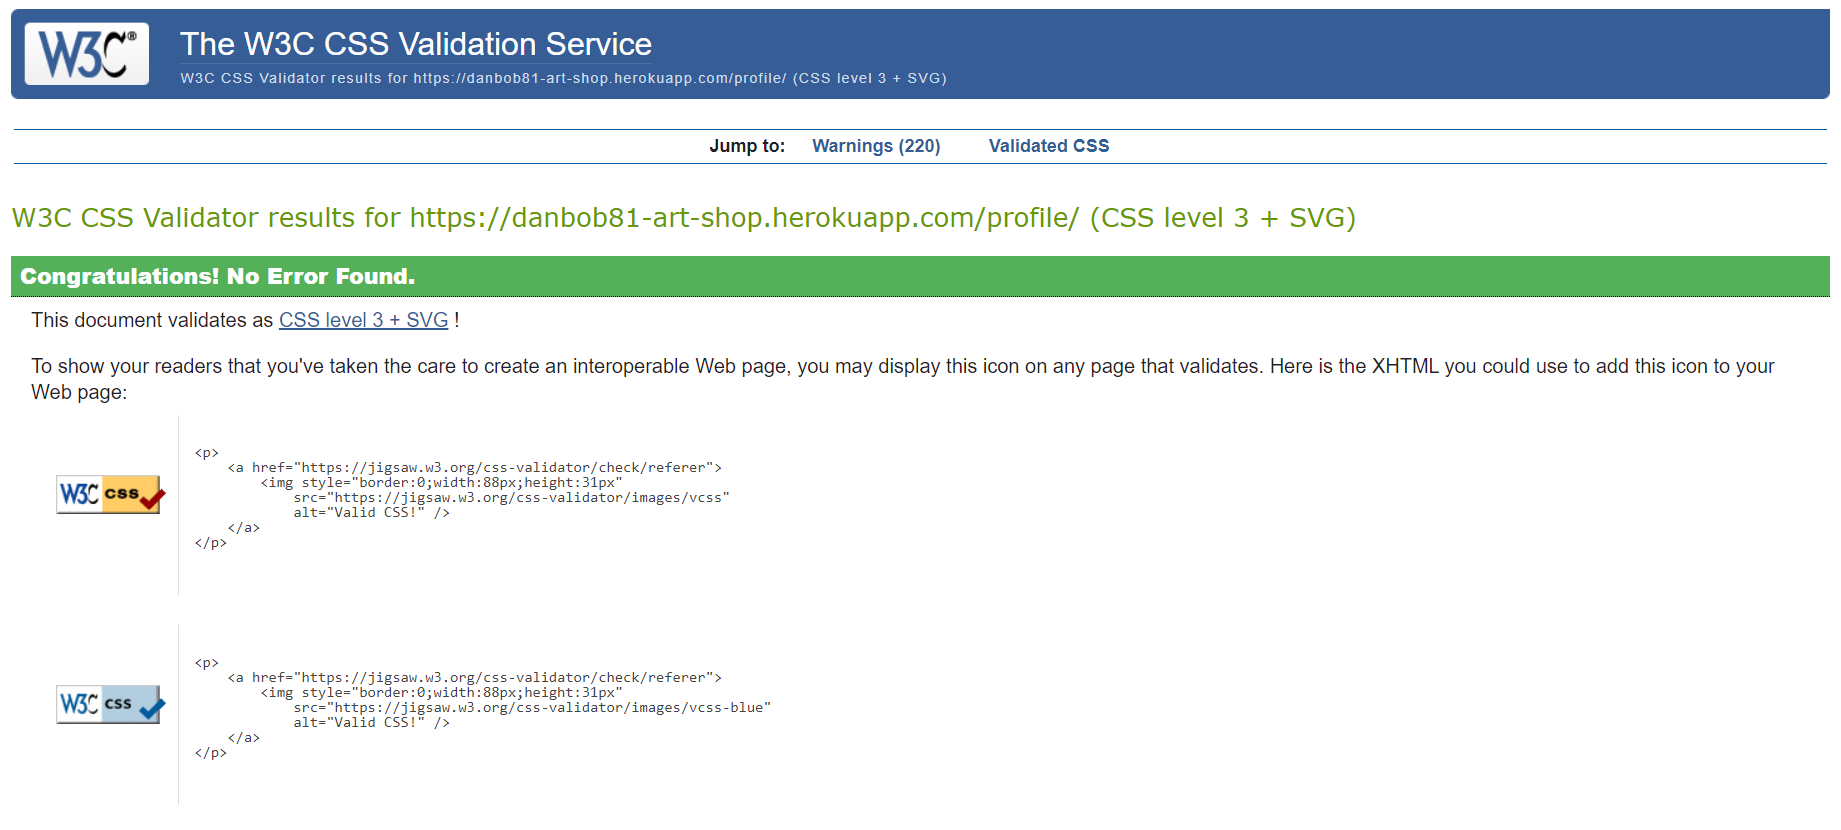 W3C®
The W3C CSS Validation Service
W3C CSS Validator results for https://danbob81-art-shop.herokuapp.com/profile/ (CSS level 3 + SVG)
Jump to: Warnings (220) Validated CSS
W3C CSS Validator results for https://danbob81-art-shop.herokuapp.com/profile/ (CSS level 3 + SVG)
Congratulations! No Error Found.
This document validates as CSS level 3 + SVG !
To show your readers that you've taken the care to create an interoperable Web page, you may display this icon on any page that validates. Here is the XHTML you could use to add this icon to your
Web page:
W3C css
<p>
<a href="https://jigsaw.w3.org/css-validator/check/referer">
<img style="border:0;width:88px;height:31px"
src="https://jigsaw.w3.org/css-validator/images/vcss"
alt="Valid CSS!" />
</a>
</p>
W3C css
<p>
<a href="https://jigsaw.w3.org/css-validator/check/referer">
<img style="border:0;width:88px;height:31px"
src="https://jigsaw.w3.org/css-validator/images/vcss-blue"
alt="Valid CSS!" />
</a>
</p>